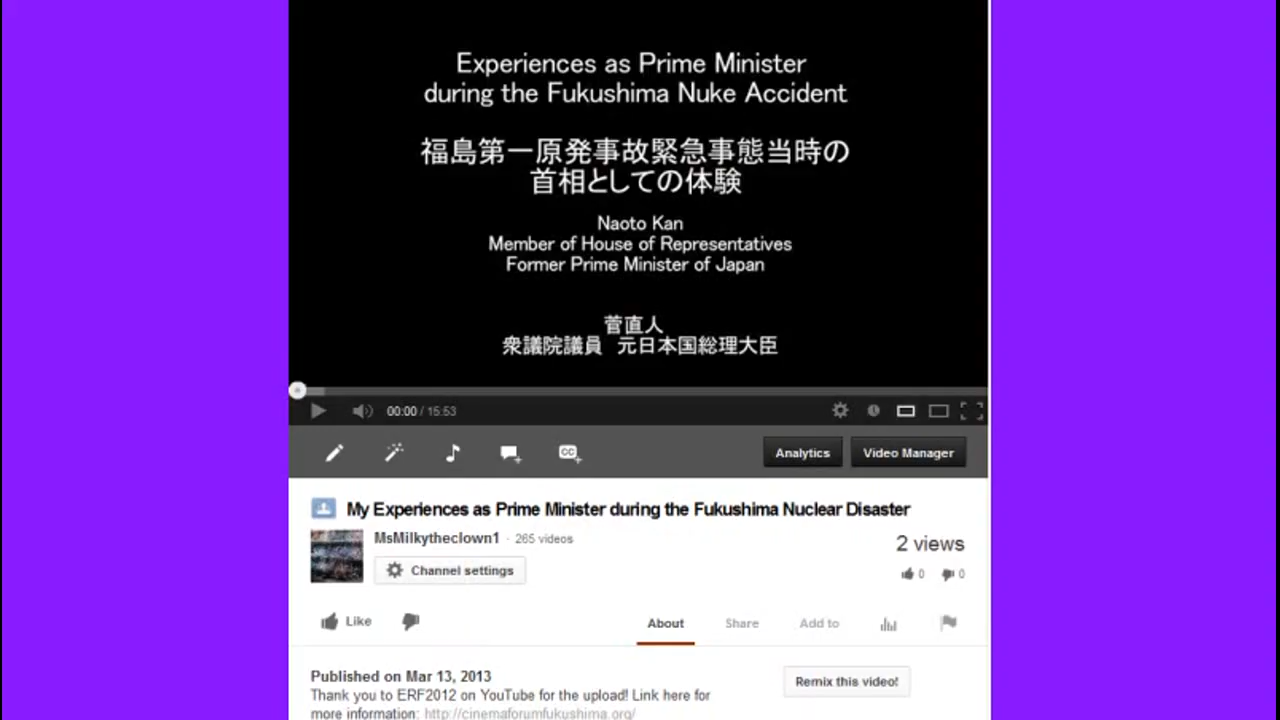 Experiences as Prime Minister
during the Fukushima Nuke Accident
福島第一原発事故緊急事態当時の
首相としての体験
Naoto Kan
Member of House of Representatives
Former Prime Minister of Japan
菅直人
衆議院議員 元日本国総理大臣
00:00 / 15:53
CC
Analytics
Video Manager
My Experiences as Prime Minister during the Fukushima Nuclear Disaster
MsMilkytheclown1 · 265 videos
2 views
Channel settings
0 0
Like
About Share Add to
Published on Mar 13, 2013
Remix this video!
Thank you to ERF2012 on YouTube for the upload! Link here for
more information: http://cinemaforumfukushima.org/